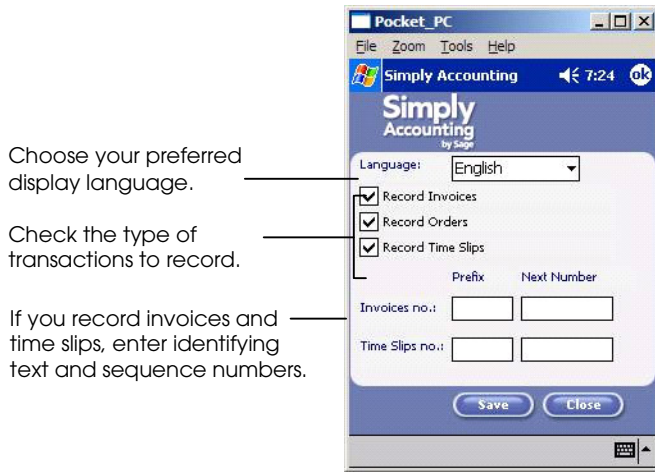 Pocket_PC
File Zoom Tools Help
Simply Accounting 7:24 ok
Simply
Accounting
by Sage
Choose your preferred
display language.
Language: English
Record Invoices
Check the type of
transactions to record.
Record Orders
Record Time Slips
Prefix Next Number
If you record invoices and
time slips, enter identifying
text and sequence numbers.
Invoices no.:
Time Slips no.:
Save Close